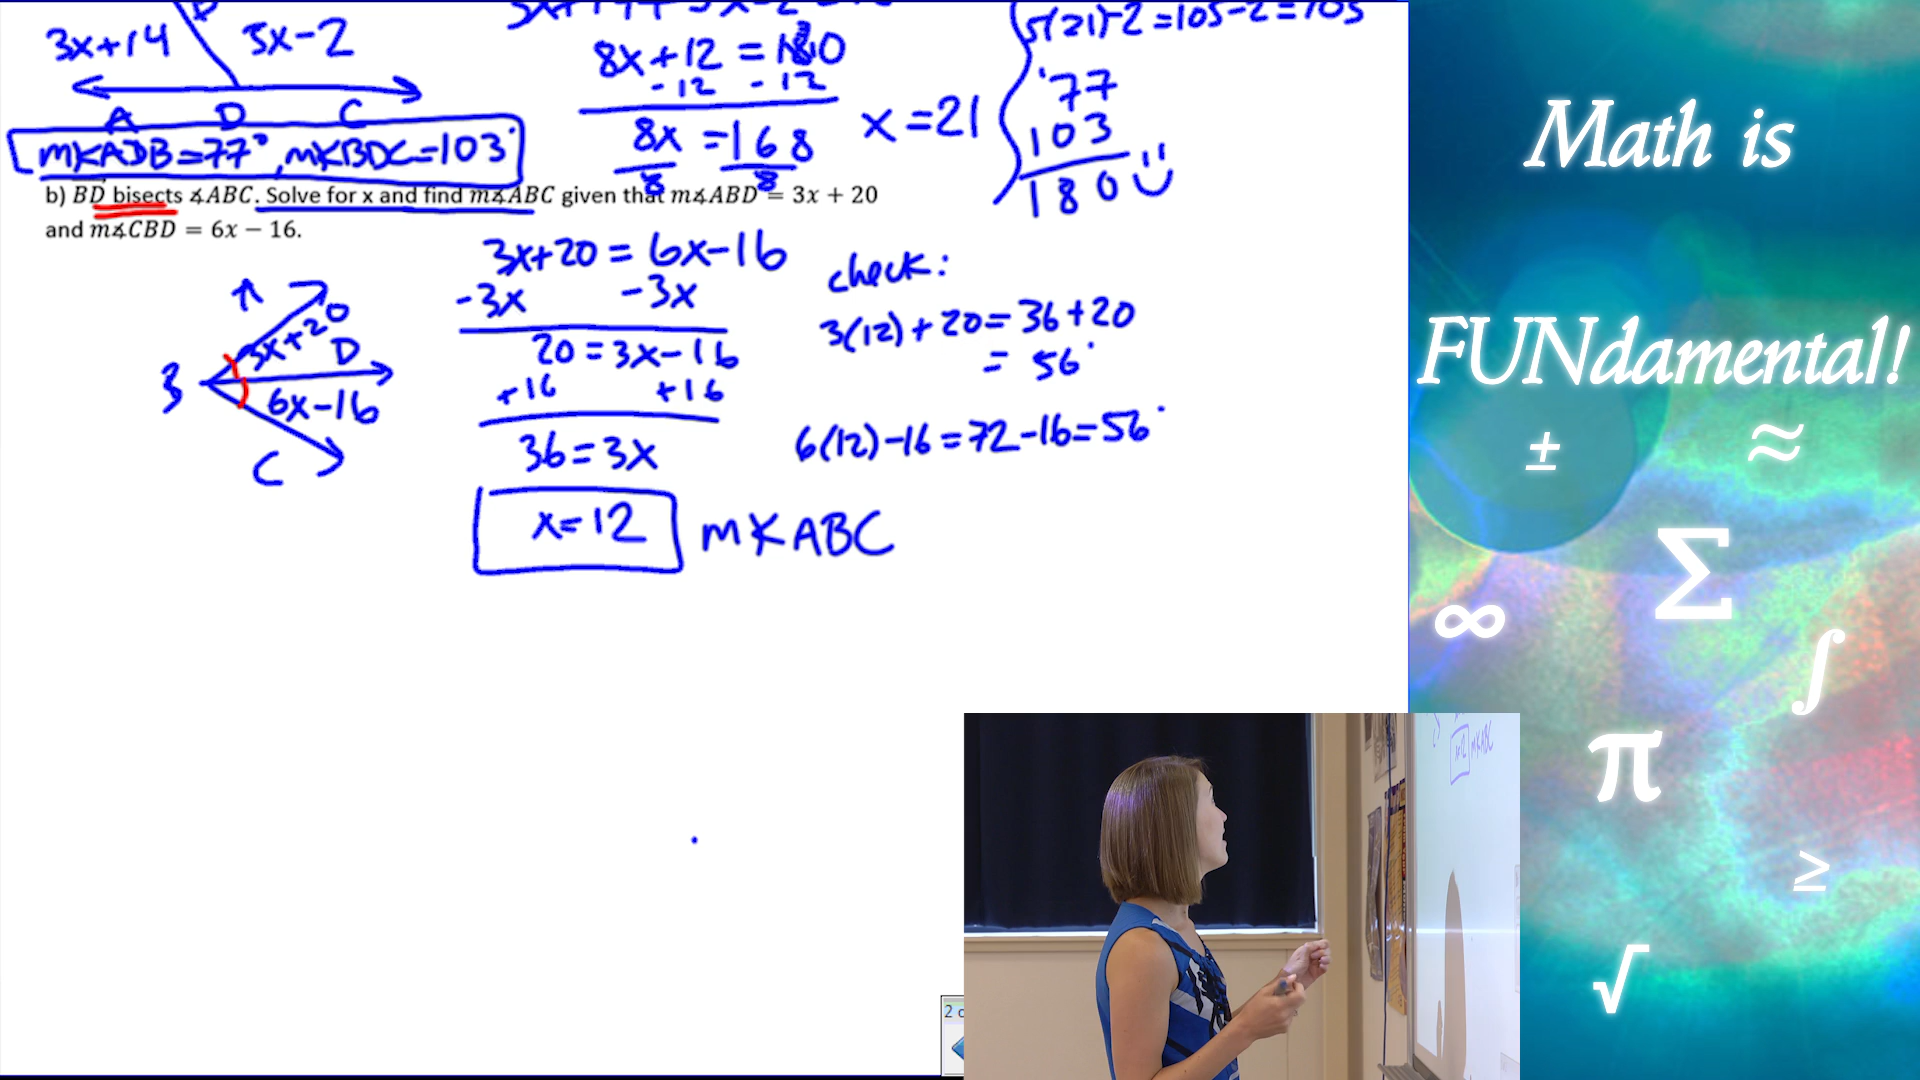 3x+14 5x-2
A D C
m∡ADB=77°, m∡BDC=103°
8x+12 = 180
-12 -12
8x = 168
8 8
x = 21
5(21)-2=105-2=103
77
103
180
b) BD bisects ∡ABC. Solve for x and find m∡ABC given that m∡ABD = 3x + 20
and m∡CBD = 6x − 16.
A
3x+20
D
B
6x-16
C
3x+20 = 6x-16
-3x -3x
20 = 3x-16
+16 +16
36 = 3x
x=12
m∡ABC
check:
3(12)+20=36+20
= 56°
6(12)-16=72-16=56°
Math is
FUNdamental!
± ≈
Σ
∞
∫
π
≥
√
x=12 m∡ABC